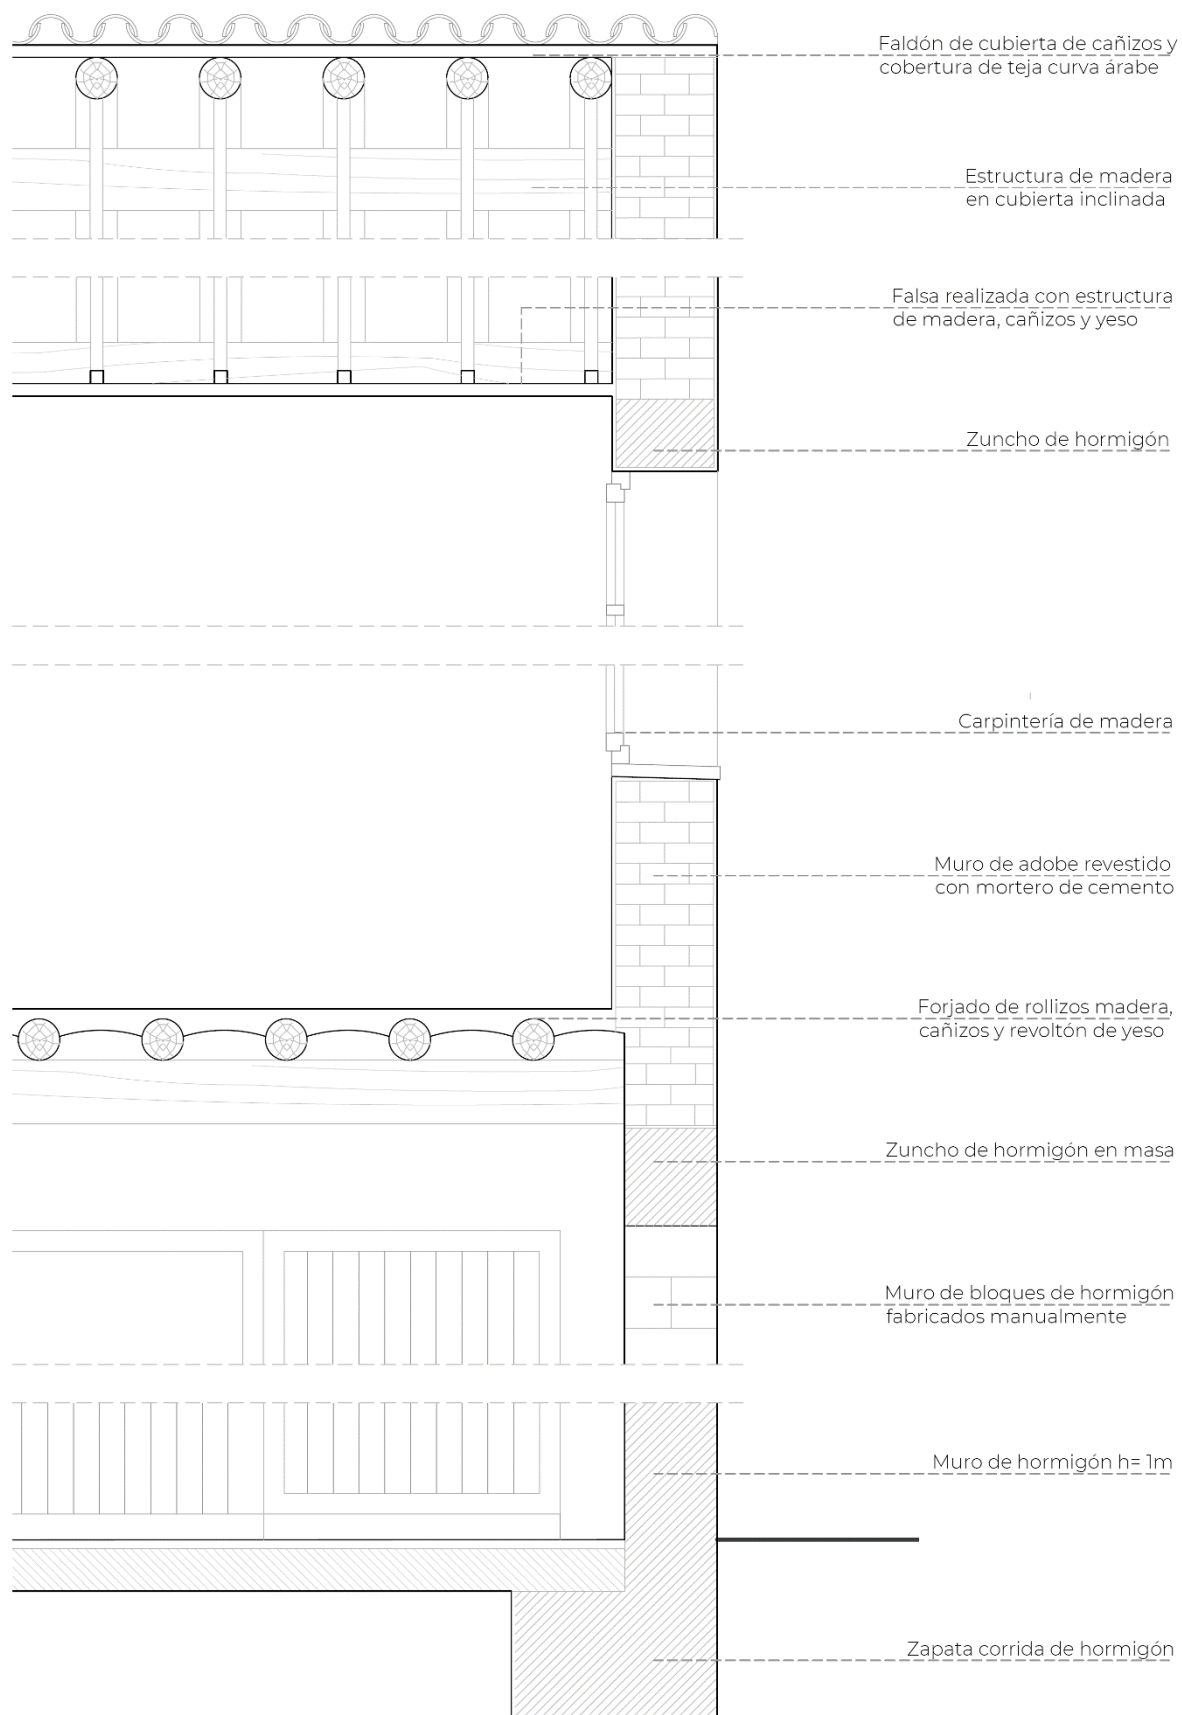 Faldón de cubierta de cañizos y
cobertura de teja curva árabe
Estructura de madera
en cubierta inclinada
Falsa realizada con estructura
de madera, cañizos y yeso
Zuncho de hormigón
Carpintería de madera
Muro de adobe revestido
con mortero de cemento
Forjado de rollizos madera,
cañizos y revoltón de yeso
Zuncho de hormigón en masa
Muro de bloques de hormigón
fabricados manualmente
Muro de hormigón h= 1m
Zapata corrida de hormigón